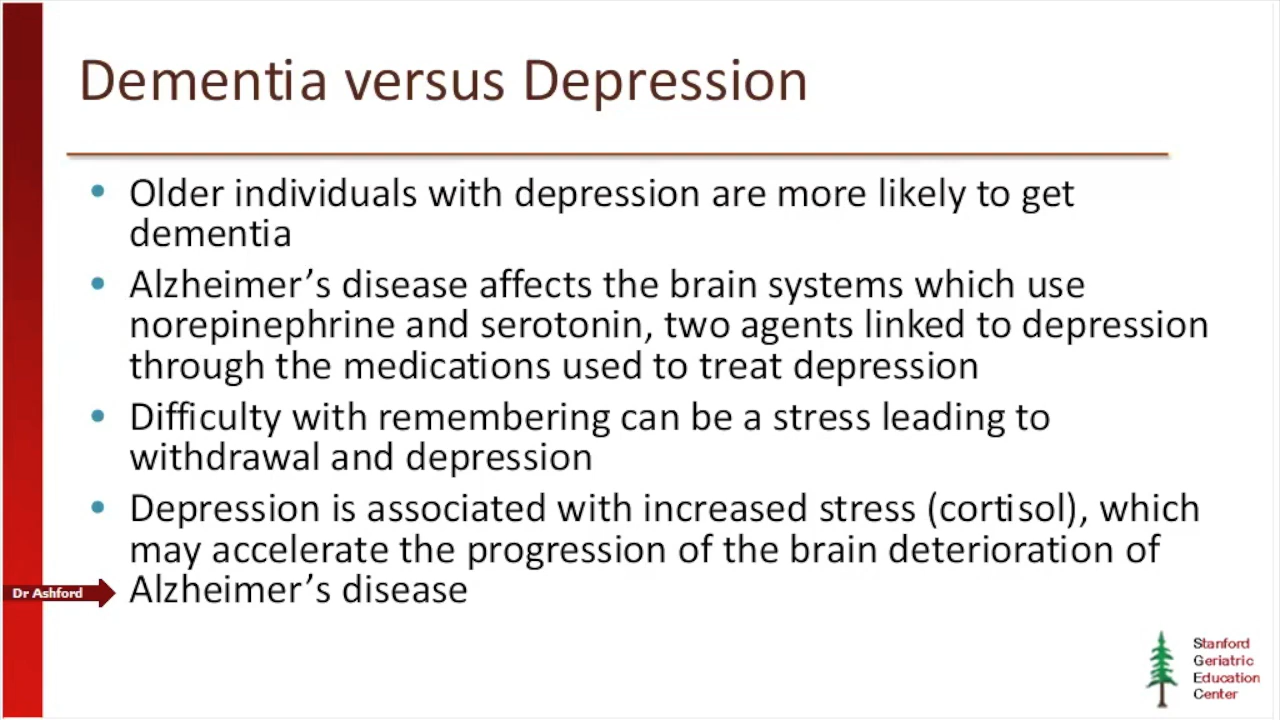 Dementia versus Depression
• Older individuals with depression are more likely to get
dementia
• Alzheimer’s disease affects the brain systems which use
norepinephrine and serotonin, two agents linked to depression
through the medications used to treat depression
• Difficulty with remembering can be a stress leading to
withdrawal and depression
• Depression is associated with increased stress (cortisol), which
may accelerate the progression of the brain deterioration of
Alzheimer’s disease
Dr Ashford
Stanford
Geriatric
Education
Center